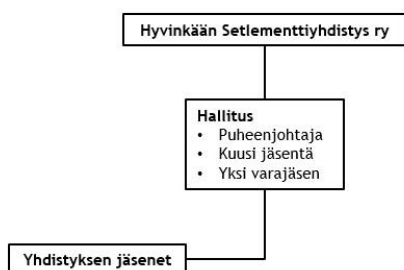 Hyvinkään Setlementtiyhdistys ry
Hallitus
• Puheenjohtaja
• Kuusi jäsentä
• Yksi varajäsen
Yhdistyksen jäsenet